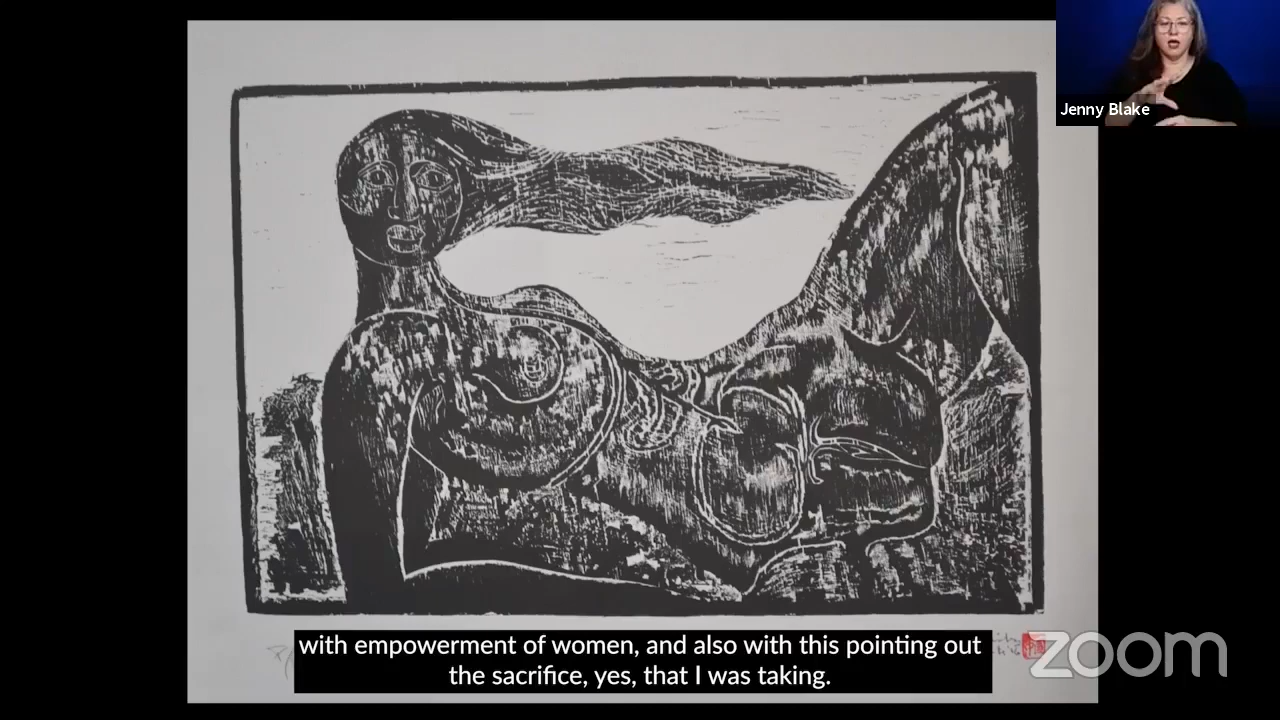 Jenny Blake
with empowerment of women, and also with this pointing out
the sacrifice, yes, that I was taking.
zoom